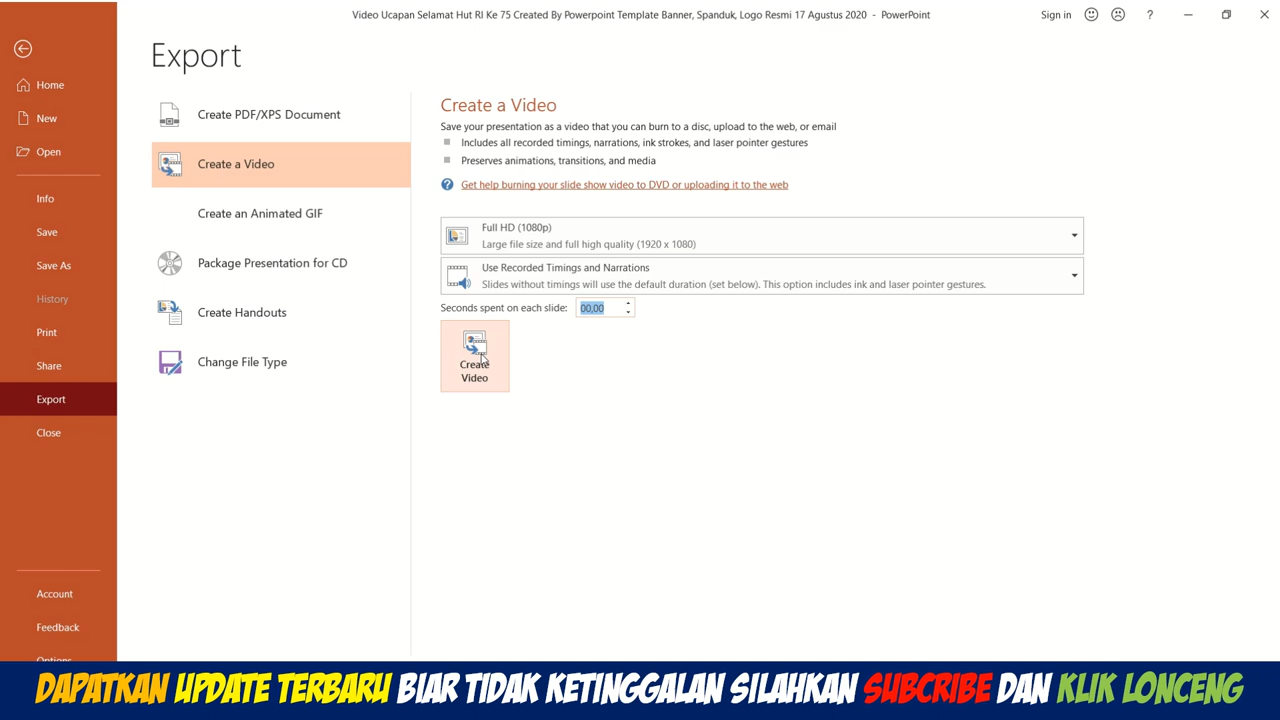 Video Ucapan Selamat Hut RI Ke 75 Created By Powerpoint Template Banner, Spanduk, Logo Resmi 17 Agustus 2020 - PowerPoint
Sign in
?
Export
Home
New
Open
Info
Save
Save As
History
Print
Share
Export
Close
Account
Feedback
Options
Create PDF/XPS Document
Create a Video
Create an Animated GIF
Package Presentation for CD
Create Handouts
Change File Type
Create a Video
Save your presentation as a video that you can burn to a disc, upload to the web, or email
Includes all recorded timings, narrations, ink strokes, and laser pointer gestures
Preserves animations, transitions, and media
Get help burning your slide show video to DVD or uploading it to the web
Full HD (1080p)
Large file size and full high quality (1920 x 1080)
Use Recorded Timings and Narrations
Slides without timings will use the default duration (set below). This option includes ink and laser pointer gestures.
Seconds spent on each slide: 00,00
Create
Video
DAPATKAN UPDATE TERBARU BIAR TIDAK KETINGGALAN SILAHKAN SUBCRIBE DAN KLIK LONCENG